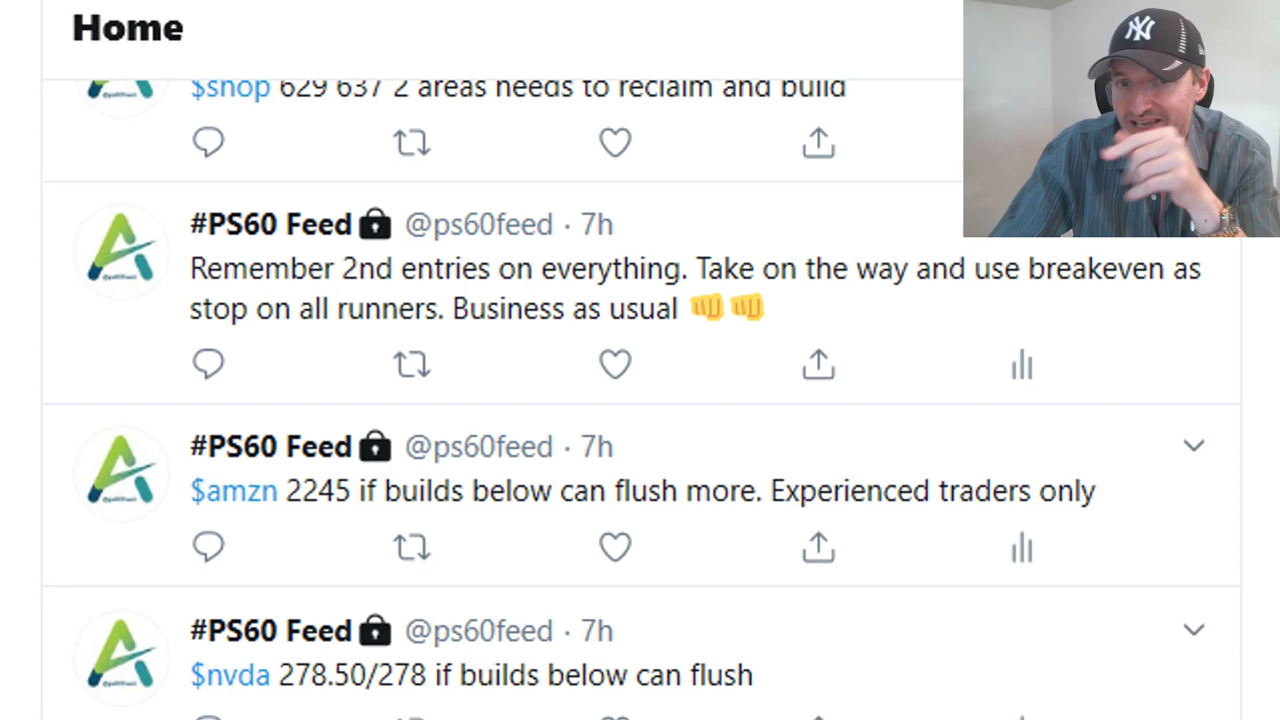 Home
$shop 629 637 2 areas needs to reclaim and build
#PS60 Feed🔒 @ps60feed · 7h
Remember 2nd entries on everything. Take on the way and use breakeven as
stop on all runners. Business as usual 👊👊
#PS60 Feed🔒 @ps60feed · 7h
$amzn 2245 if builds below can flush more. Experienced traders only
#PS60 Feed🔒 @ps60feed · 7h
$nvda 278.50/278 if builds below can flush